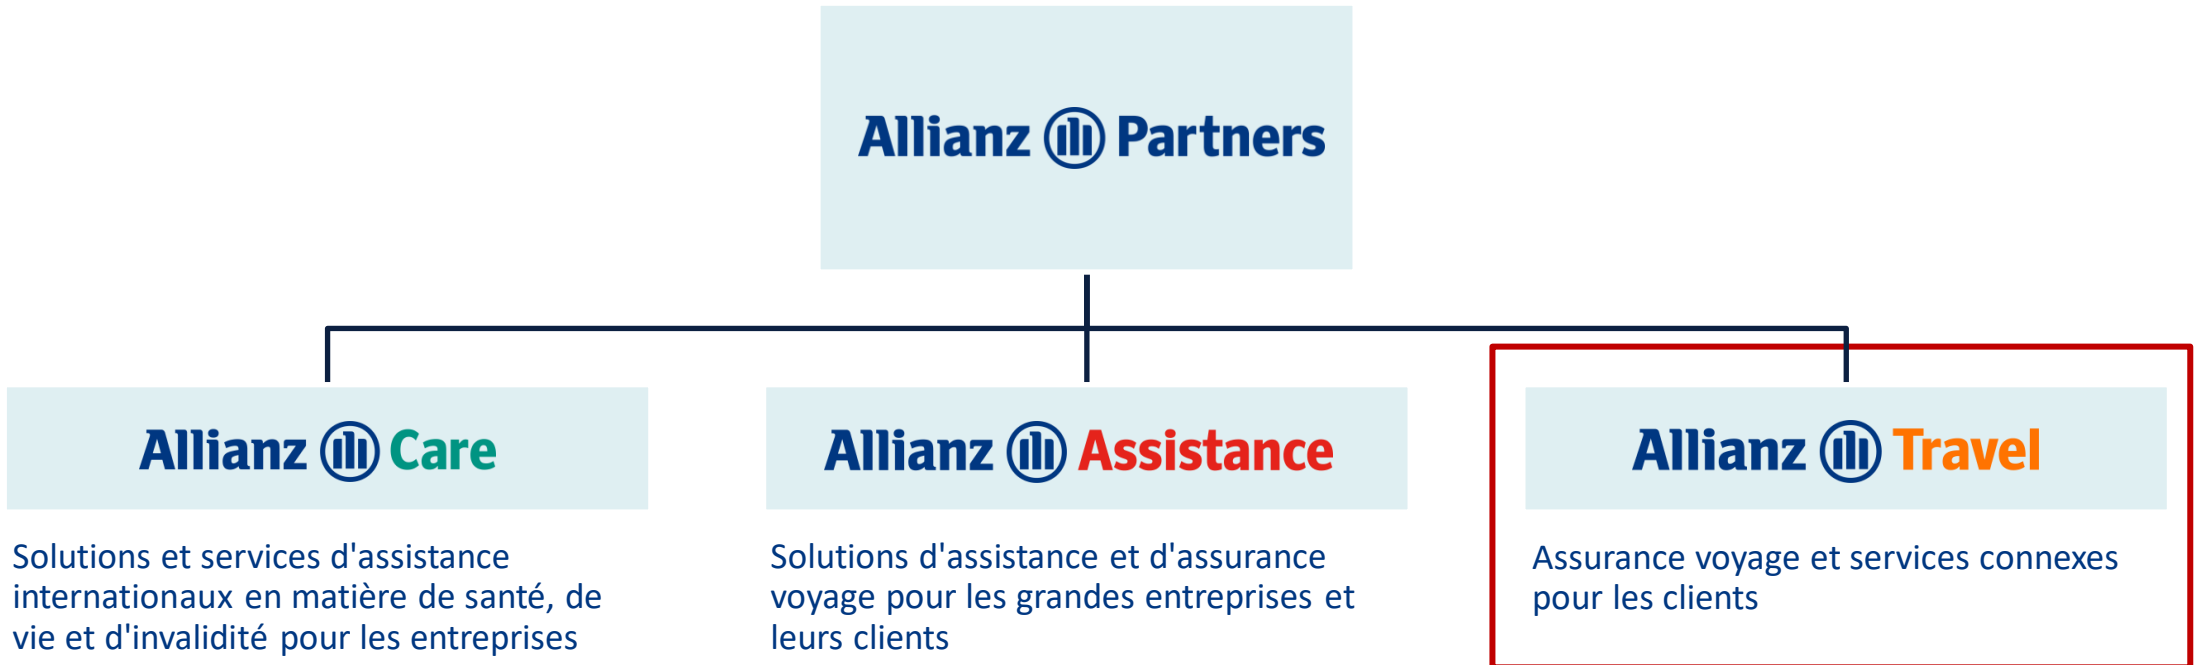 Allianz Partners
Allianz Care
Allianz Assistance
Allianz Travel
Solutions et services d'assistance
internationaux en matière de santé, de
vie et d'invalidité pour les entreprises
Solutions d'assistance et d'assurance
voyage pour les grandes entreprises et
leurs clients
Assurance voyage et services connexes
pour les clients